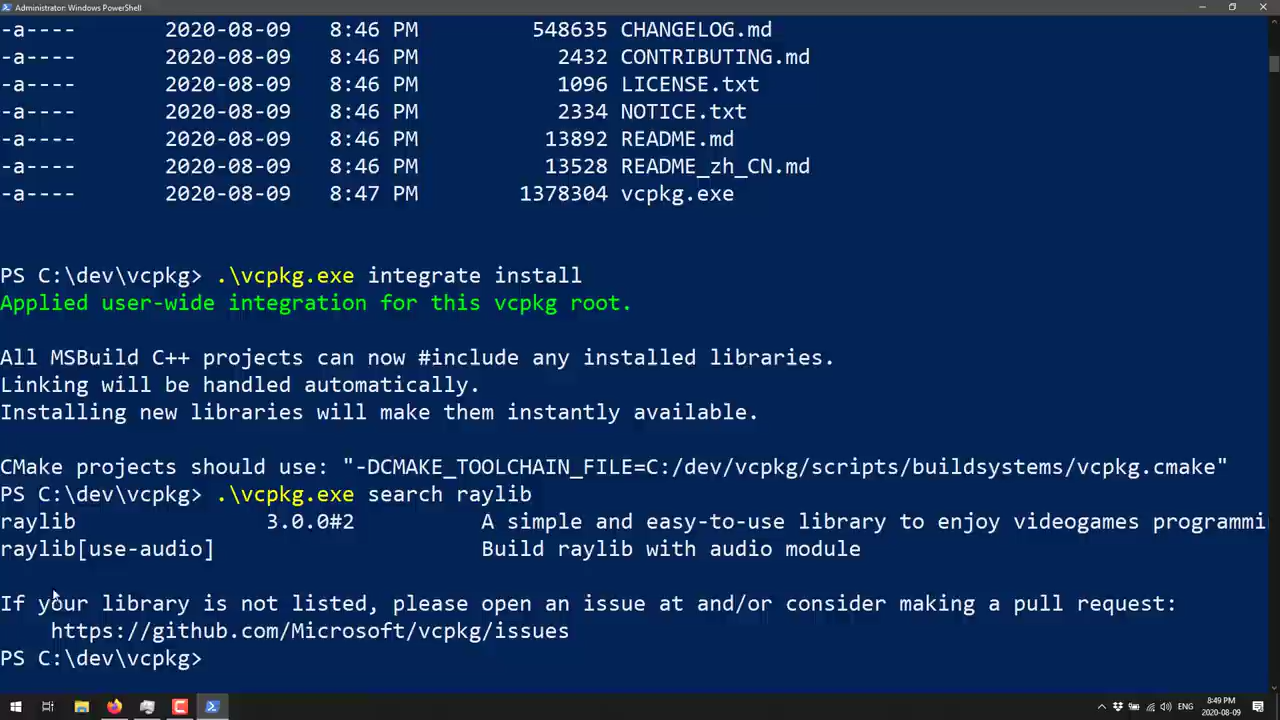 Administrator: Windows PowerShell
-a---- 2020-08-09 8:46 PM 548635 CHANGELOG.md
-a---- 2020-08-09 8:46 PM 2432 CONTRIBUTING.md
-a---- 2020-08-09 8:46 PM 1096 LICENSE.txt
-a---- 2020-08-09 8:46 PM 2334 NOTICE.txt
-a---- 2020-08-09 8:46 PM 13892 README.md
-a---- 2020-08-09 8:46 PM 13528 README_zh_CN.md
-a---- 2020-08-09 8:47 PM 1378304 vcpkg.exe
PS C:\dev\vcpkg> .\vcpkg.exe integrate install
Applied user-wide integration for this vcpkg root.
All MSBuild C++ projects can now #include any installed libraries.
Linking will be handled automatically.
Installing new libraries will make them instantly available.
CMake projects should use: "-DCMAKE_TOOLCHAIN_FILE=C:/dev/vcpkg/scripts/buildsystems/vcpkg.cmake"
PS C:\dev\vcpkg> .\vcpkg.exe search raylib
raylib 3.0.0#2 A simple and easy-to-use library to enjoy videogames programmi
raylib[use-audio] Build raylib with audio module
If your library is not listed, please open an issue at and/or consider making a pull request:
https://github.com/Microsoft/vcpkg/issues
PS C:\dev\vcpkg>
ENG
8:49 PM
2020-08-09